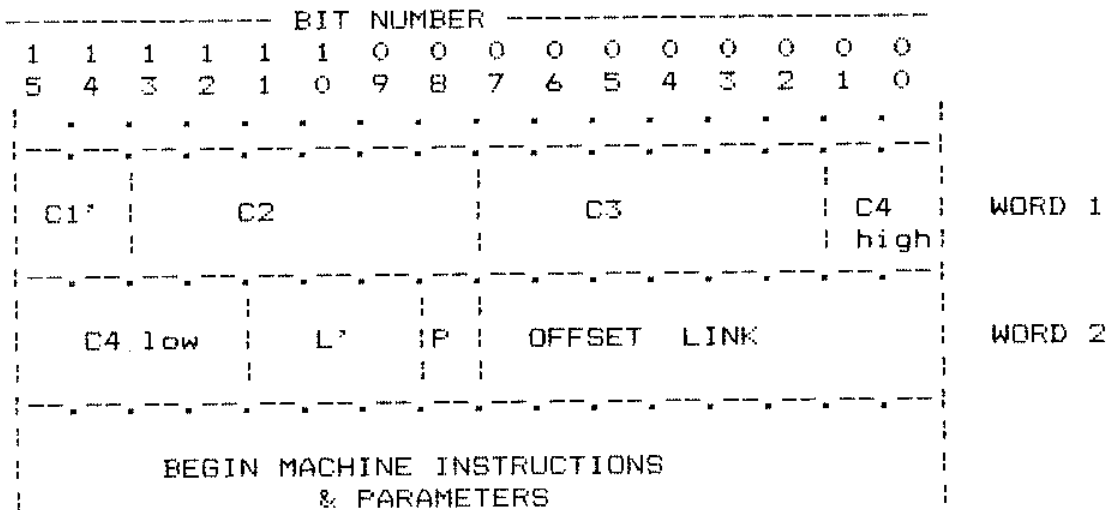 BIT NUMBER
1 1 1 1 1 1 0 0 0 0 0 0 0 0 0 0
5 4 3 2 1 0 9 8 7 6 5 4 3 2 1 0
C1' C2 C3 C4 WORD 1
high
C4 low L' P OFFSET LINK WORD 2
BEGIN MACHINE INSTRUCTIONS
& PARAMETERS